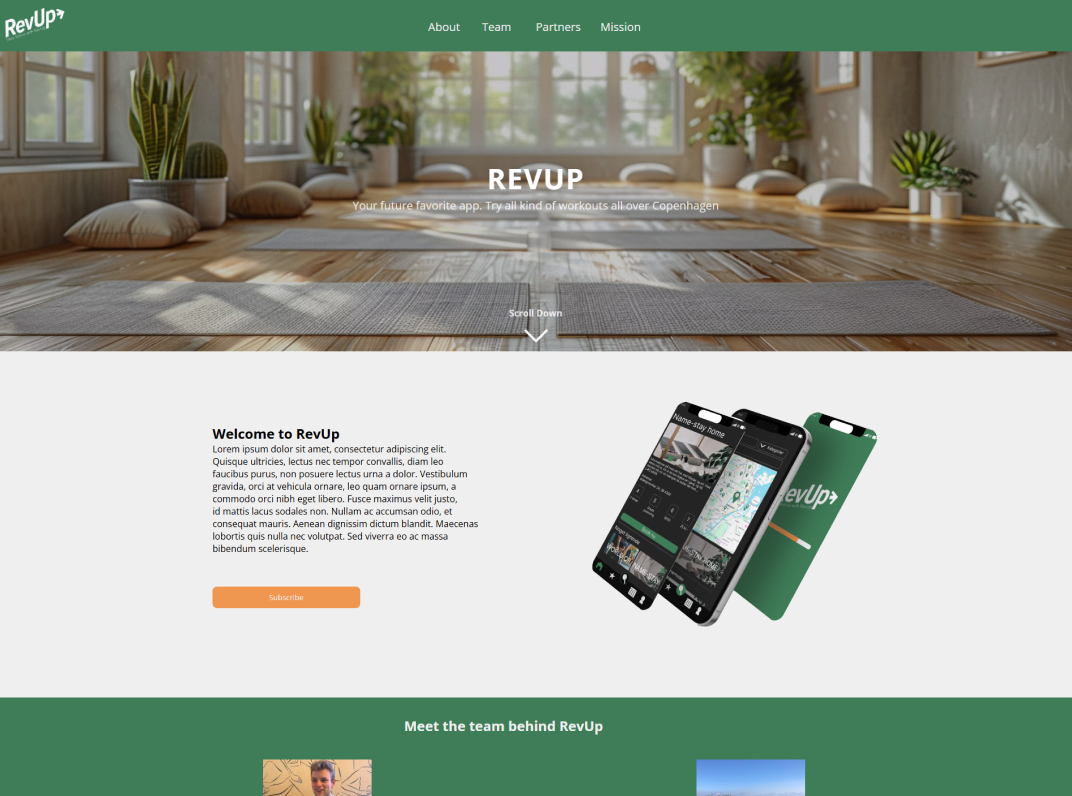 RevUp
About Team Partners Mission
REVUP
Your future favorite app. Try all kind of workouts all over Copenhagen
Scroll Down
Welcome to RevUp
Lorem ipsum dolor sit amet, consectetur adipiscing elit.
Quisque ultricies, lectus nec tempor convallis, diam leo
faucibus purus, non posuere lectus urna a dolor. Vestibulum
gravida, orci at vehicula ornare, leo quam ornare ipsum, a
commodo orci nibh eget libero. Fusce maximus velit justo,
id mattis lacus sodales non. Nullam ac accumsan odio, et
consequat mauris. Aenean dignissim dictum blandit. Maecenas
lobortis quis nulla nec volutpat. Sed viverra eo ac massa
bibendum scelerisque.
Subscribe
Name-stay home
evUp
NAME-STAY
Meet the team behind RevUp